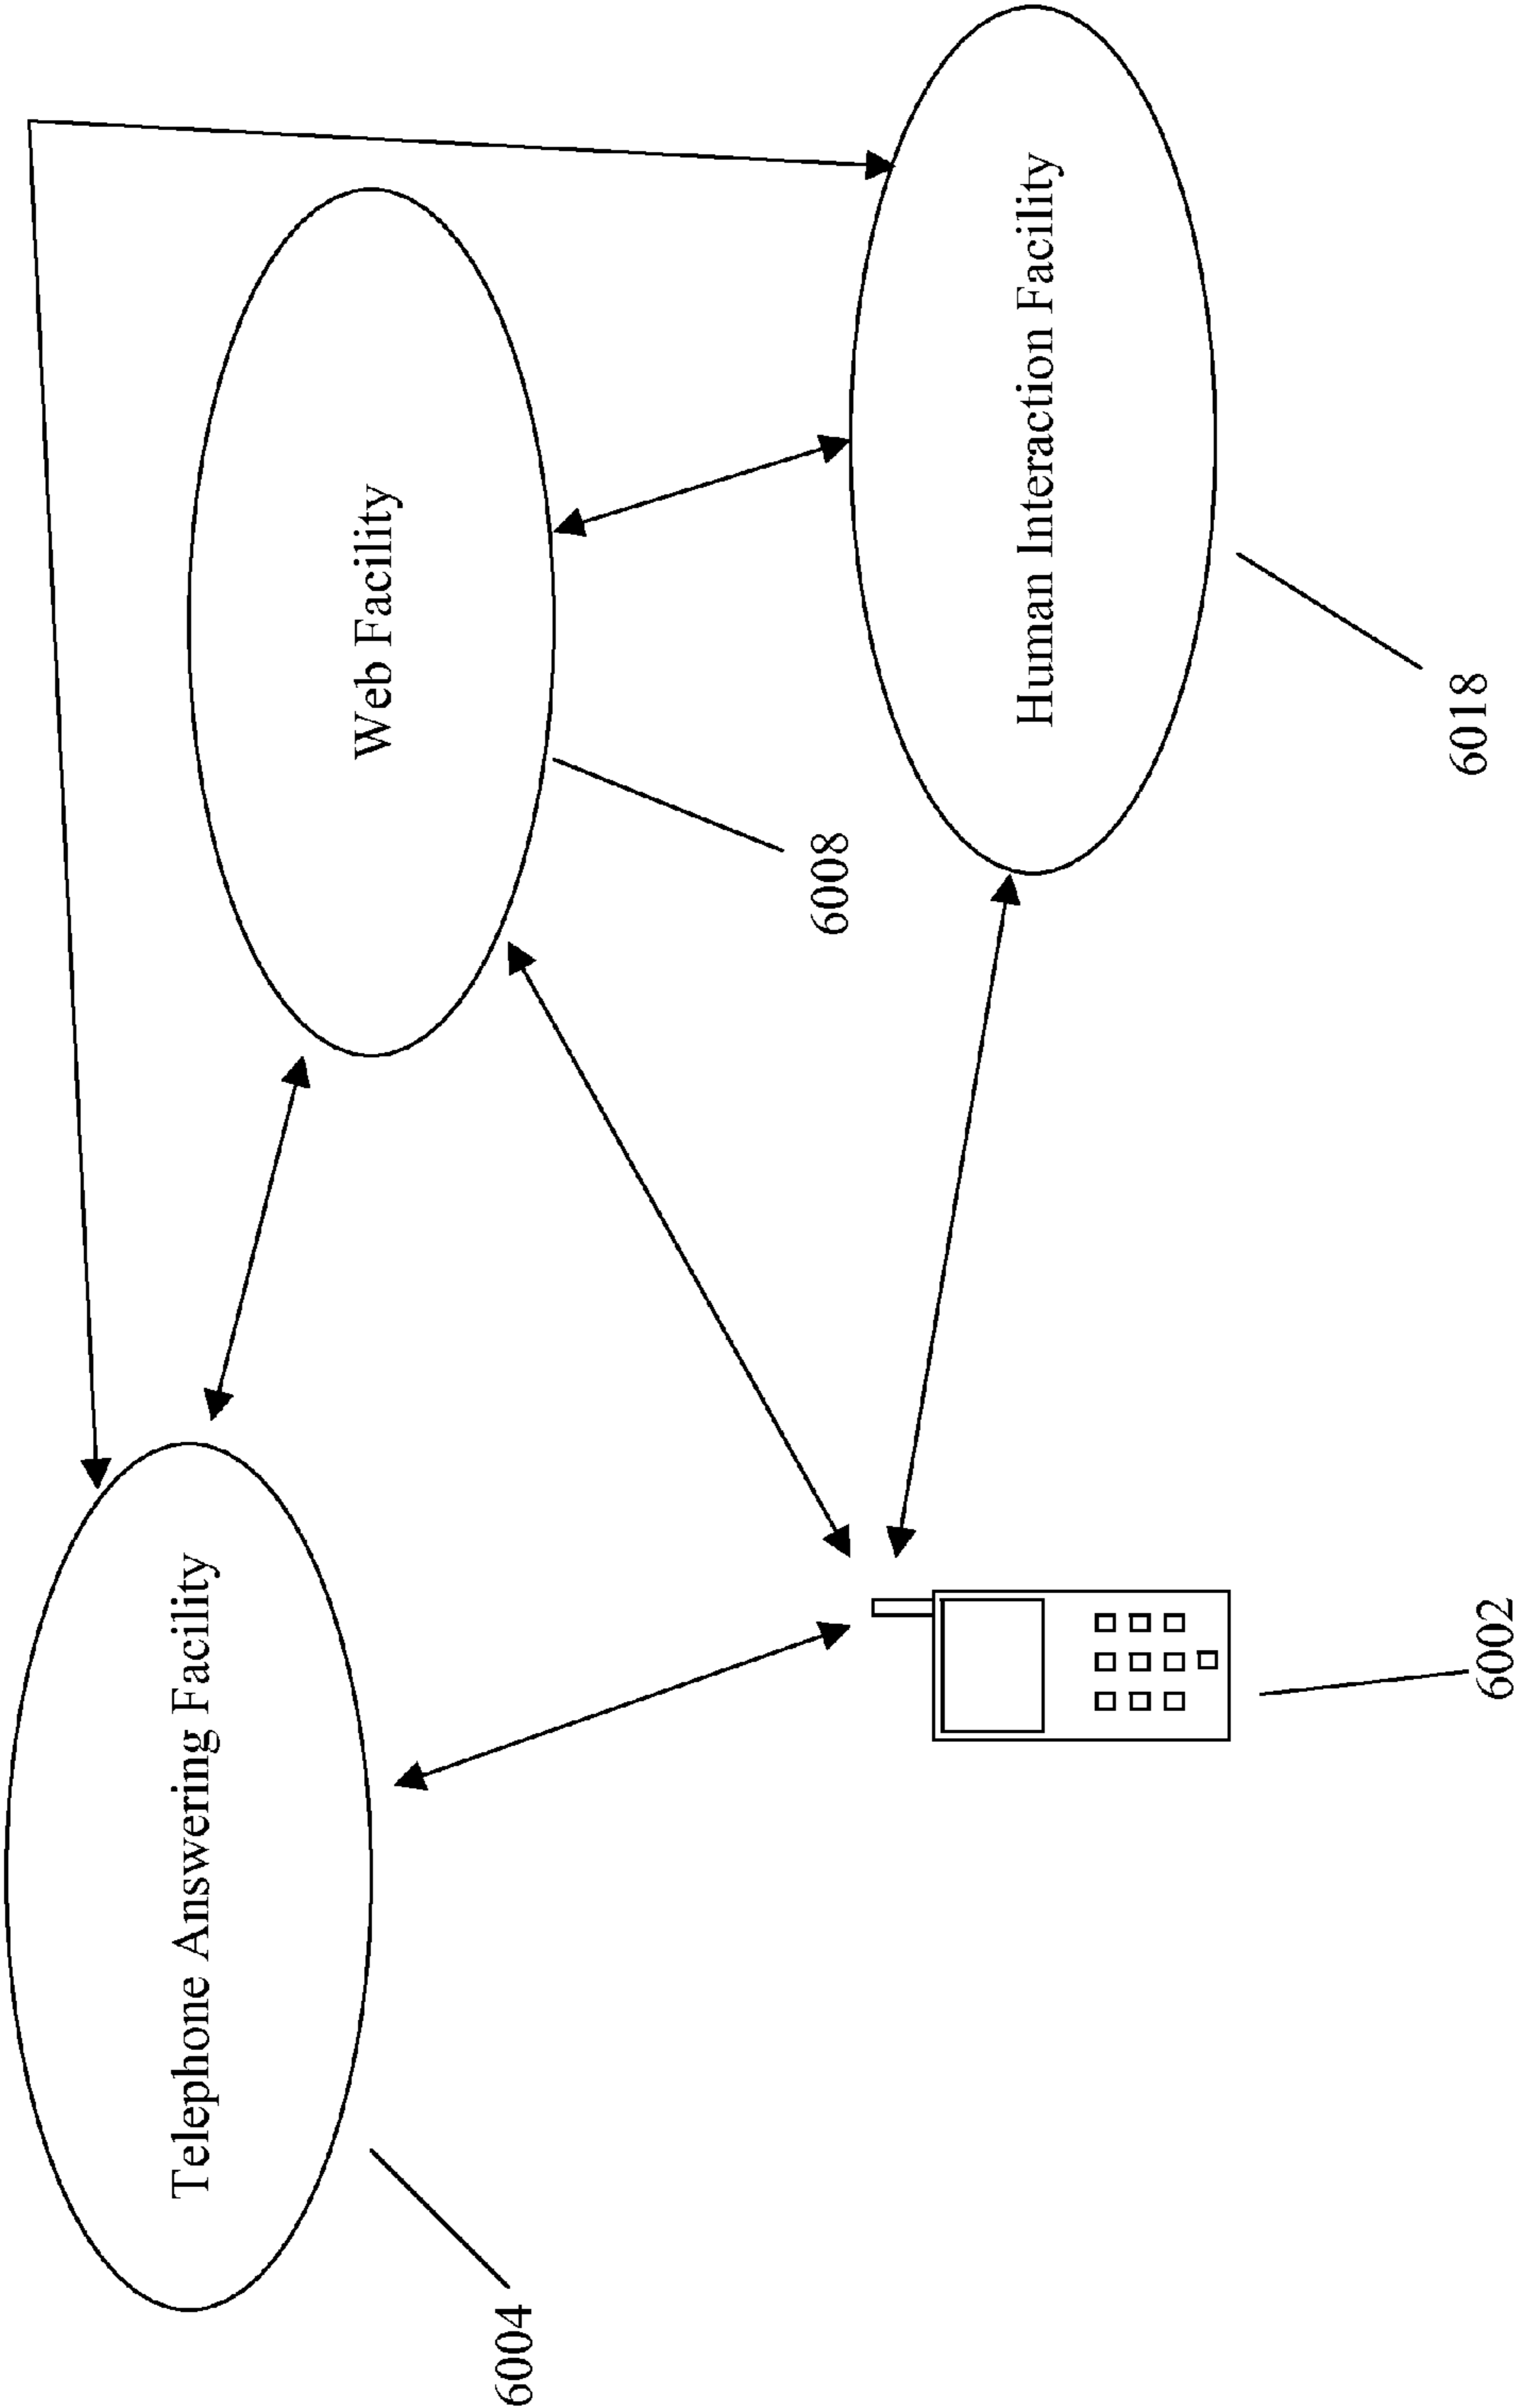 Telephone Answering Facility
6004
Web Facility
6008
Human Interaction Facility
6018
6002